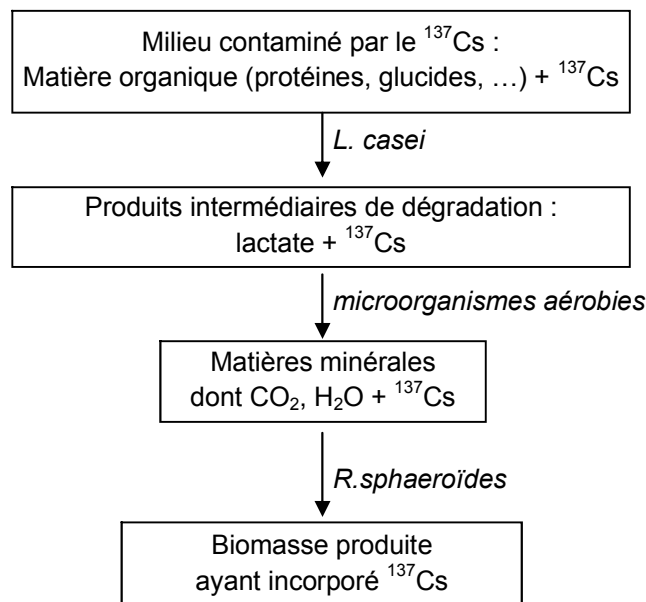 Milieu contaminé par le ¹³⁷Cs :
Matière organique (protéines, glucides, …) + ¹³⁷Cs
L. casei
Produits intermédiaires de dégradation :
lactate + ¹³⁷Cs
microorganismes aérobies
Matières minérales
dont CO₂, H₂O + ¹³⁷Cs
R.sphaeroïdes
Biomasse produite
ayant incorporé ¹³⁷Cs